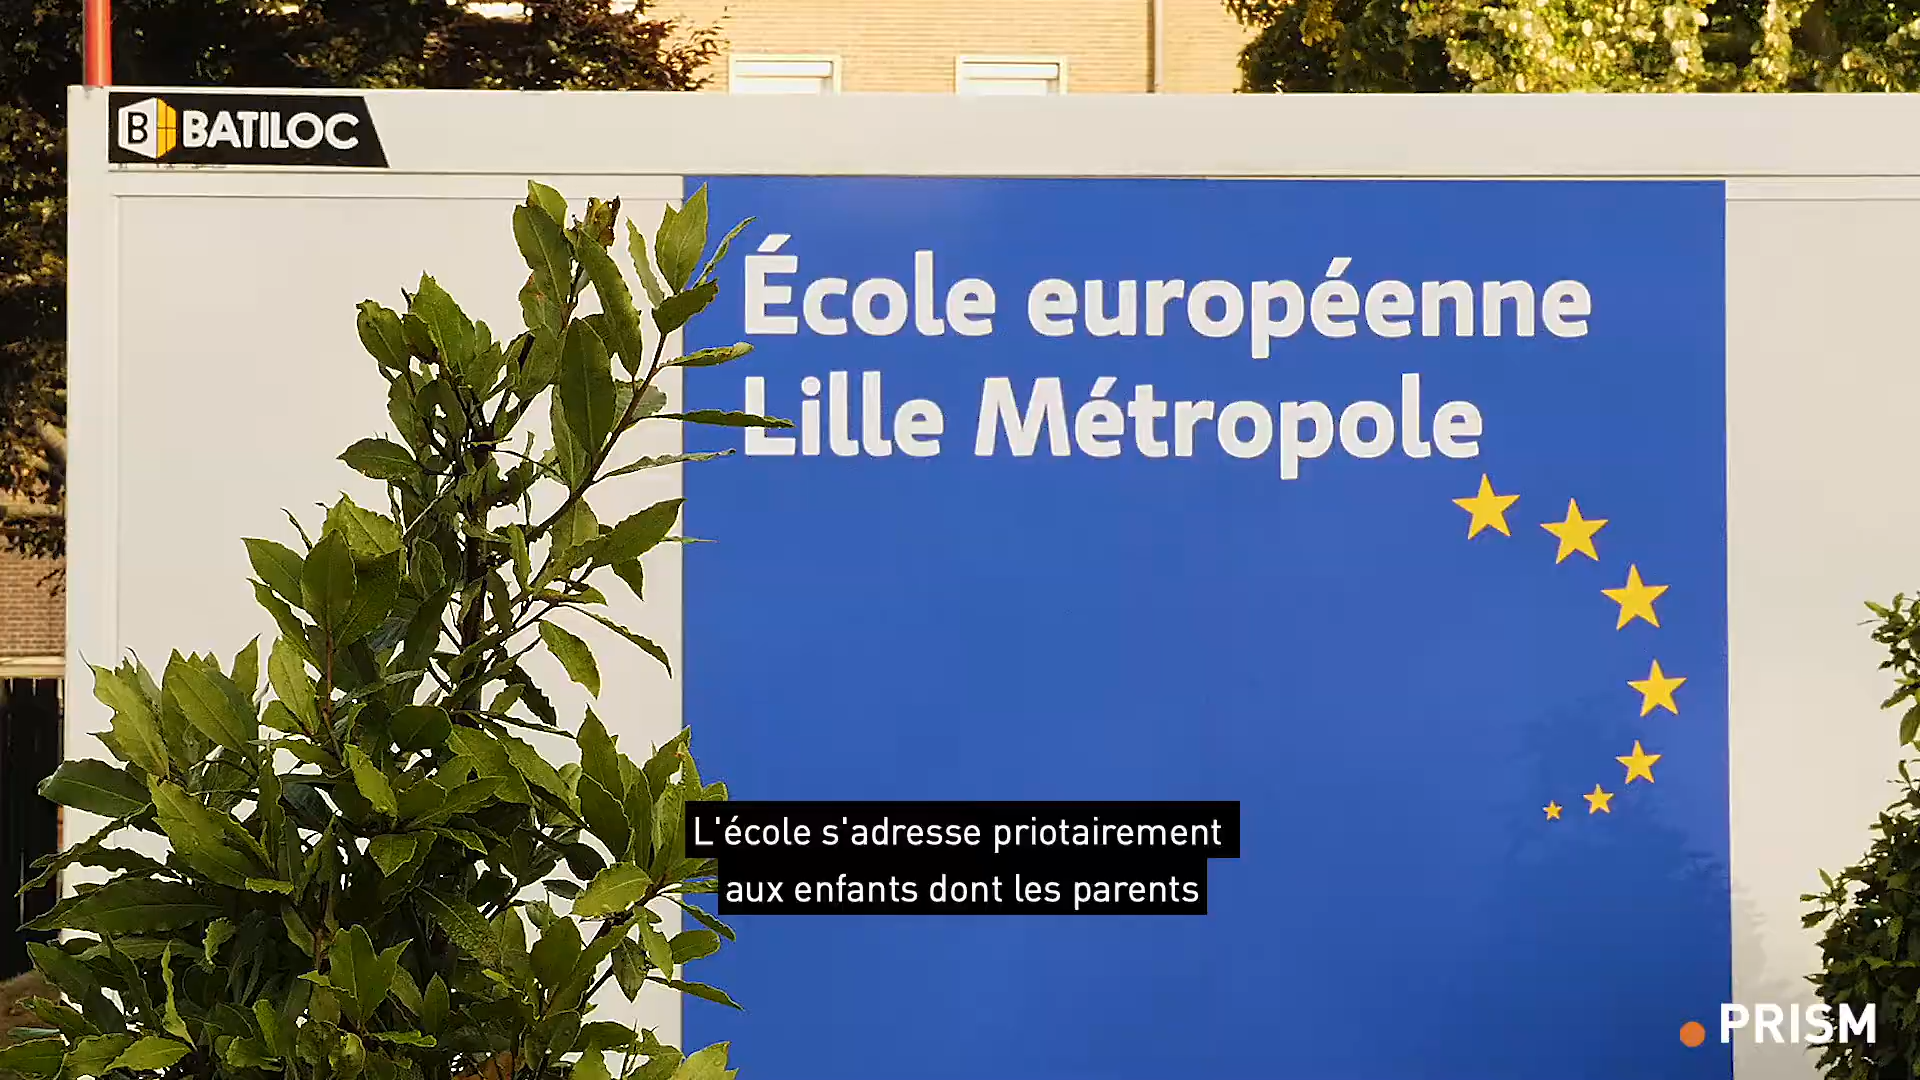 B BATILOC
École européenne
Lille Métropole
L'école s'adresse priotairement
aux enfants dont les parents
PRISM